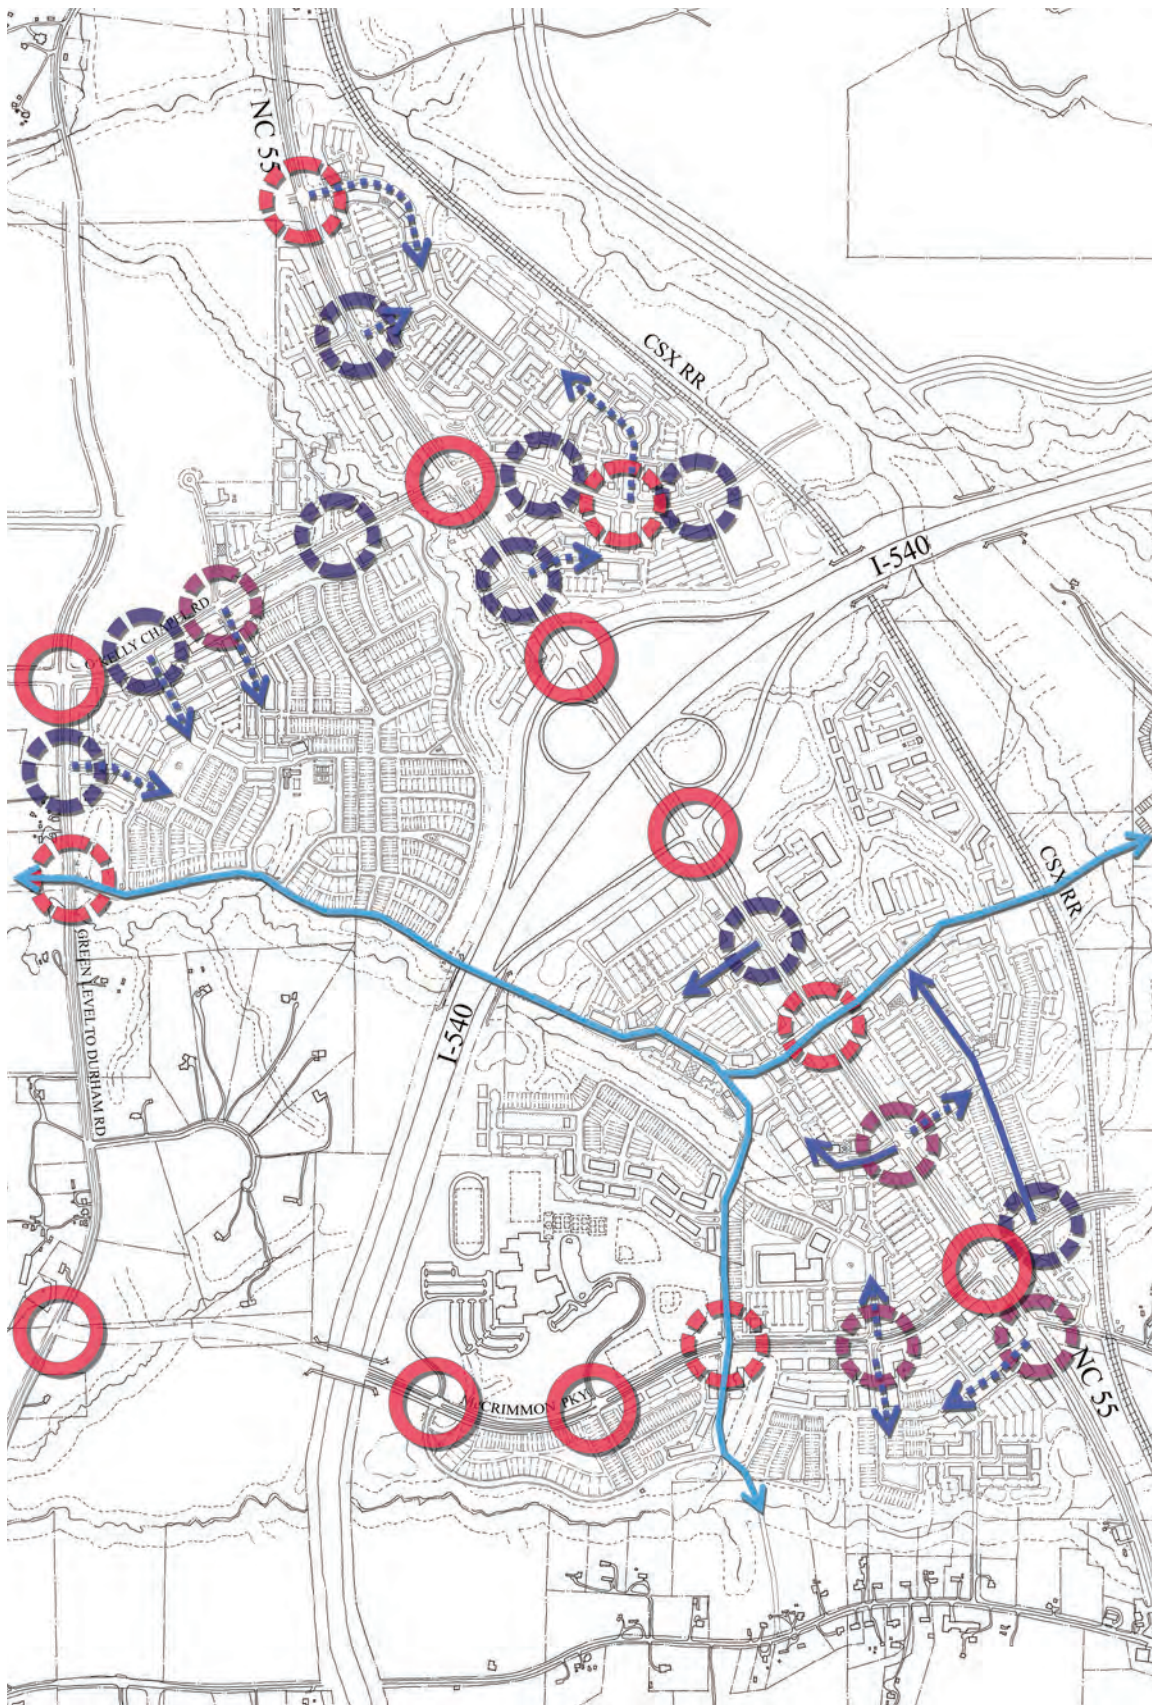 NC 55
CSX RR
I-540
O'KELLY CHAPEL RD
CSX RR
GREEN LEVEL TO DURHAM RD
I-540
NC 55
McCRIMMON PKY